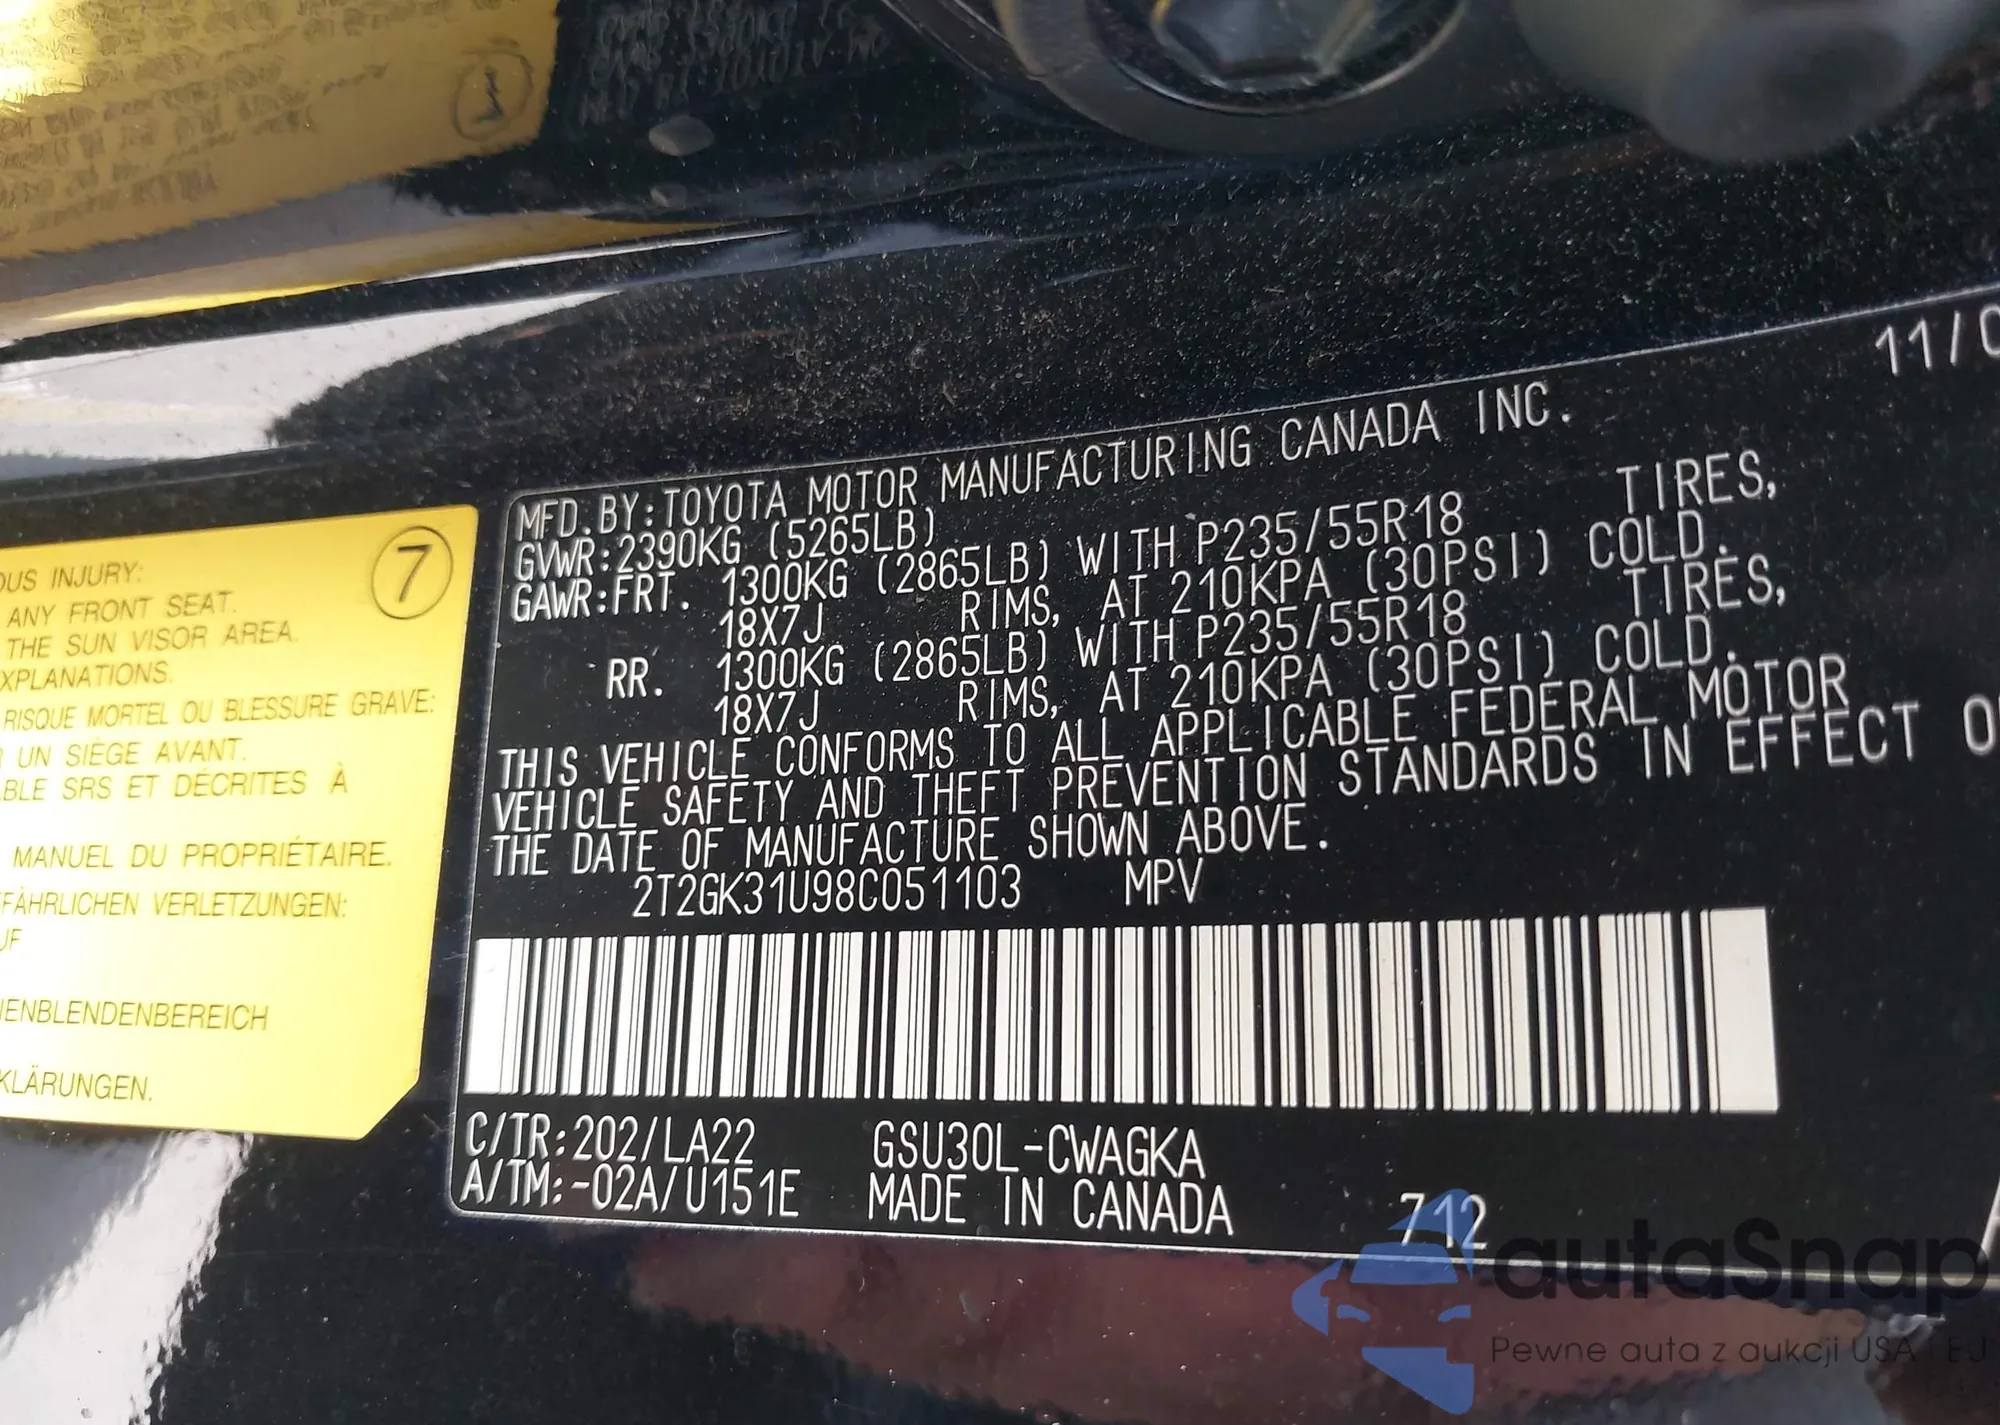 OUS INJURY:
ANY FRONT SEAT.
THE SUN VISOR AREA.
XPLANATIONS.
RISQUE MORTEL OU BLESSURE GRAVE:
UN SIÈGE AVANT.
ABLE SRS ET DÉCRITES À
MANUEL DU PROPRIÉTAIRE.
EFÄHRLICHEN VERLETZUNGEN:
UF
NENBLENDENBEREICH
KLÄRUNGEN.
7
11/0
MFD.BY:TOYOTA MOTOR MANUFACTURING CANADA INC.
GVWR:2390KG (5265LB)
GAWR:FRT. 1300KG (2865LB) WITH P235/55R18 TIRES,
18X7J RIMS, AT 210KPA (30PSI) COLD.
RR. 1300KG (2865LB) WITH P235/55R18 TIRES,
18X7J RIMS, AT 210KPA (30PSI) COLD.
THIS VEHICLE CONFORMS TO ALL APPLICABLE FEDERAL MOTOR
VEHICLE SAFETY AND THEFT PREVENTION STANDARDS IN EFFECT O
THE DATE OF MANUFACTURE SHOWN ABOVE.
2T2GK31U98C051103 MPV
C/TR:202/LA22 GSU30L-CWAGKA
A/TM:-02A/U151E MADE IN CANADA 712
autaSnap
Pewne auta z aukcji USA i EU